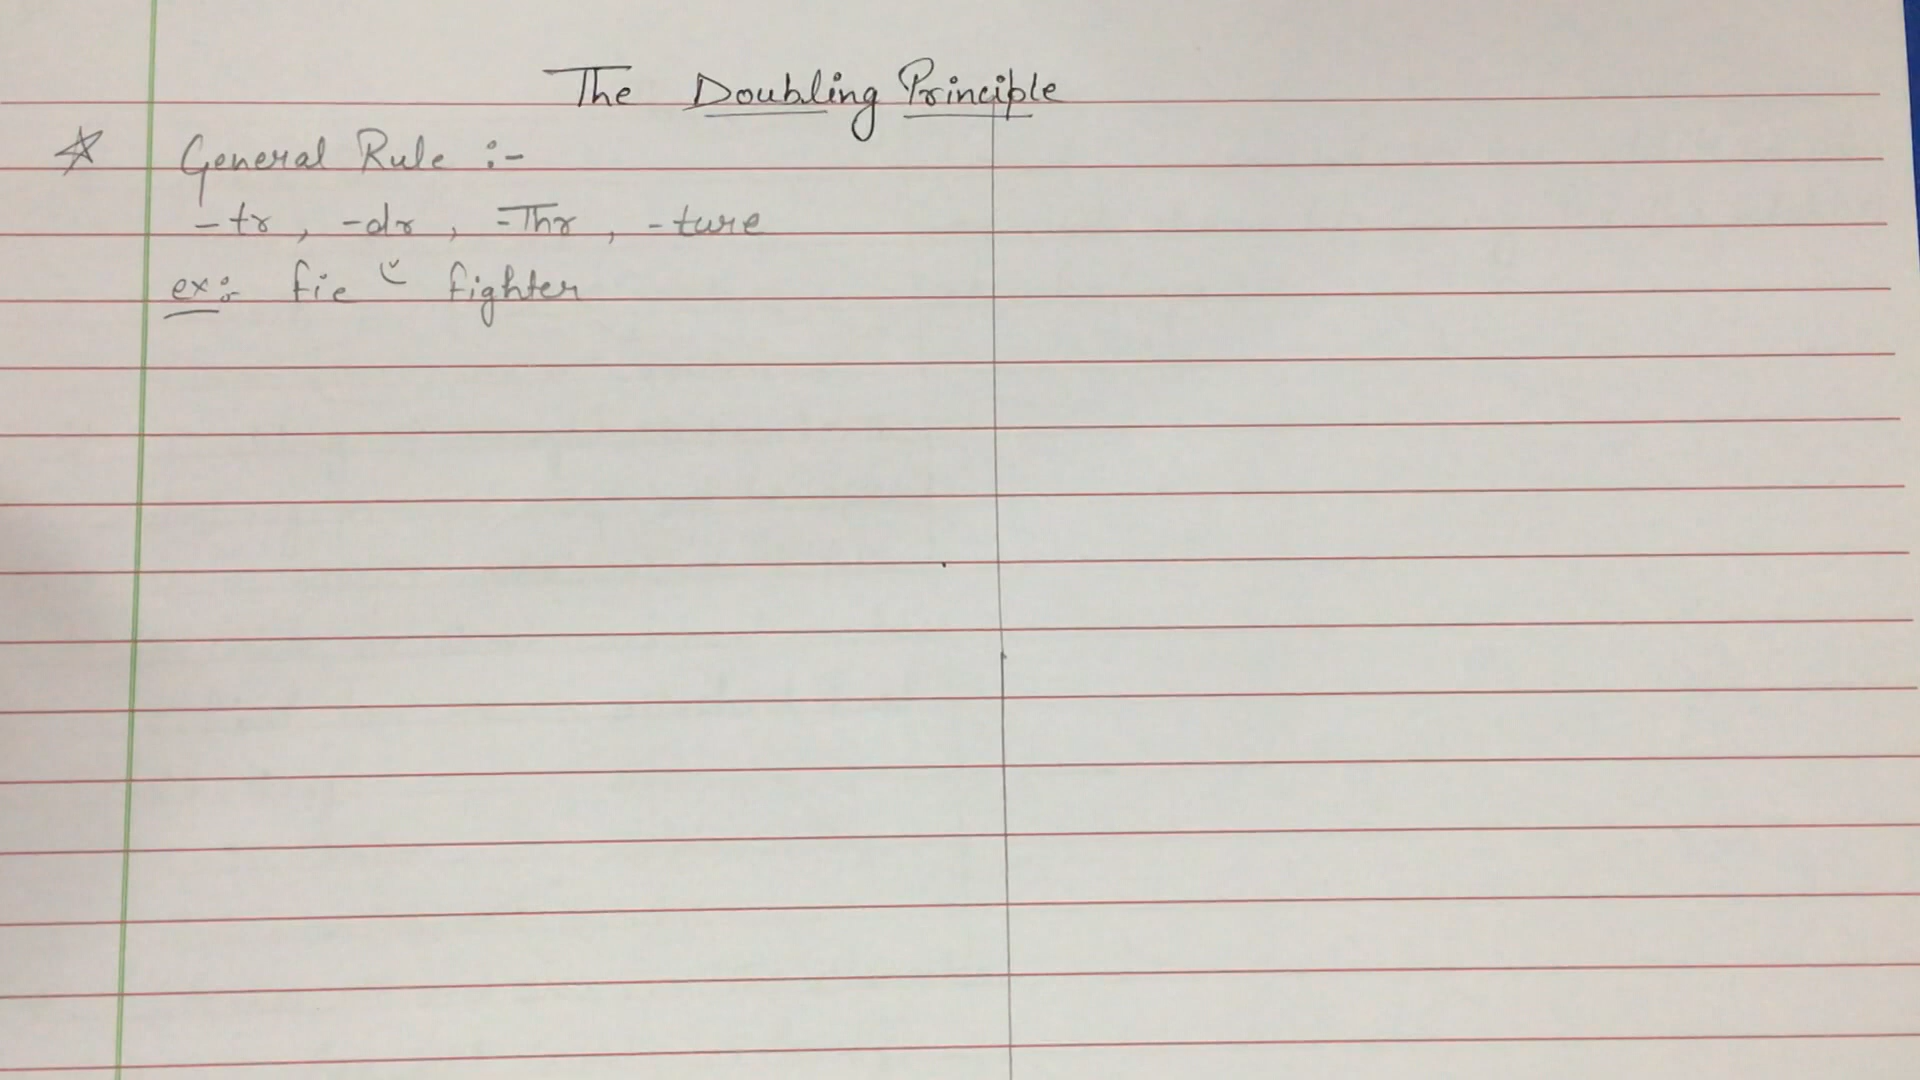 The Doubling Principle
☆ General Rule :-
-tr, -dr, -Thr, -ture
ex:- fie fighter